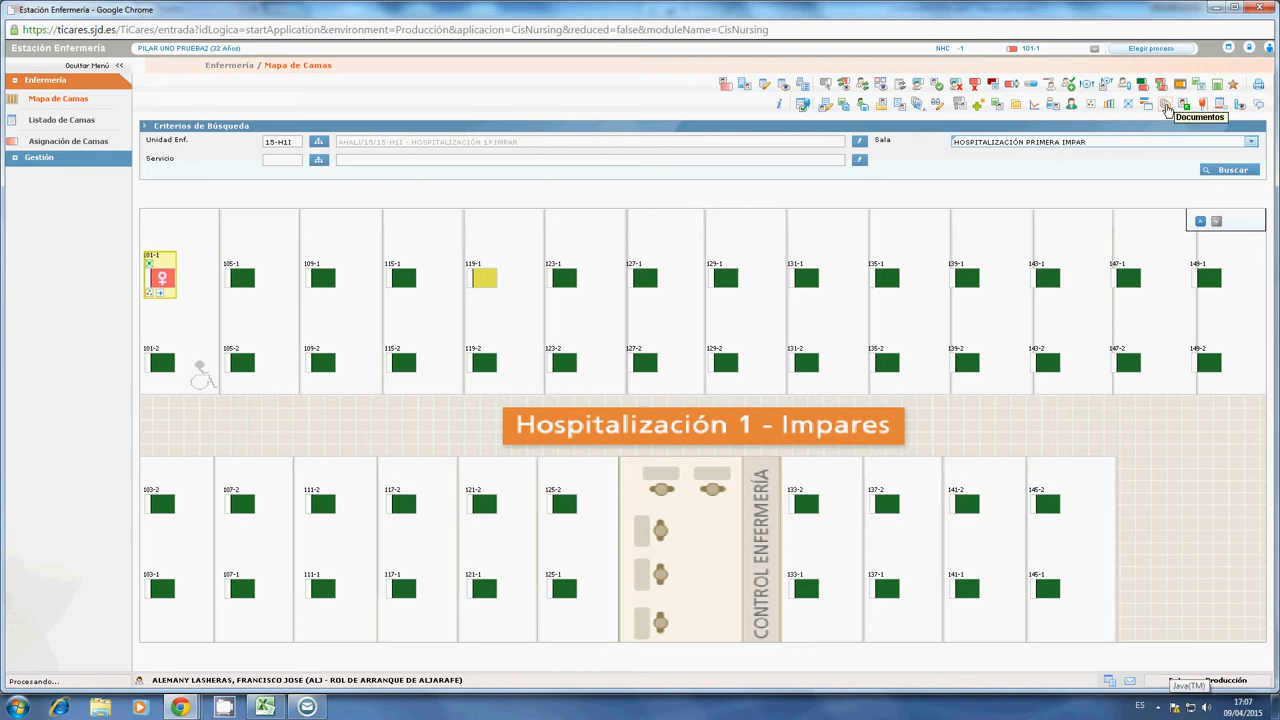 Estación Enfermería - Google Chrome
https://ticares.sjd.es/TiCares/entrada?idLogica=startApplication&environment=Producción&aplicacion=CisNursing&reduced=false&moduleName=CisNursing
Estación Enfermería
PILAR UNO PRUEBA2 (32 Años)
NHC -1
101-1
Elegir proceso
Ocultar Menú <<
Enfermería / Mapa de Camas
Enfermería
Mapa de Camas
Listado de Camas
Asignación de Camas
Gestión
Documentos
Criterios de Búsqueda
Unidad Enf. 15-H1I
AHALJ/15/15-H1I - HOSPITALIZACIÓN 1ª IMPAR
Sala HOSPITALIZACIÓN PRIMERA IMPAR
Servicio
Buscar
101-1 105-1 109-1 115-1 119-1 123-1 127-1 129-1 131-1 135-1 139-1 143-1 147-1 149-1
101-2 105-2 109-2 115-2 119-2 123-2 127-2 129-2 131-2 135-2 139-2 143-2 147-2 149-2
Hospitalización 1 - Impares
103-2 107-2 111-2 117-2 121-2 125-2 133-2 137-2 141-2 145-2
CONTROL ENFERMERÍA
103-1 107-1 111-1 117-1 121-1 125-1 133-1 137-1 141-1 145-1
Procesando...
ALEMANY LASHERAS, FRANCISCO JOSE (ALJ - ROL DE ARRANQUE DE ALJARAFE)
Producción
Java(TM)
ES
17:07
09/04/2015